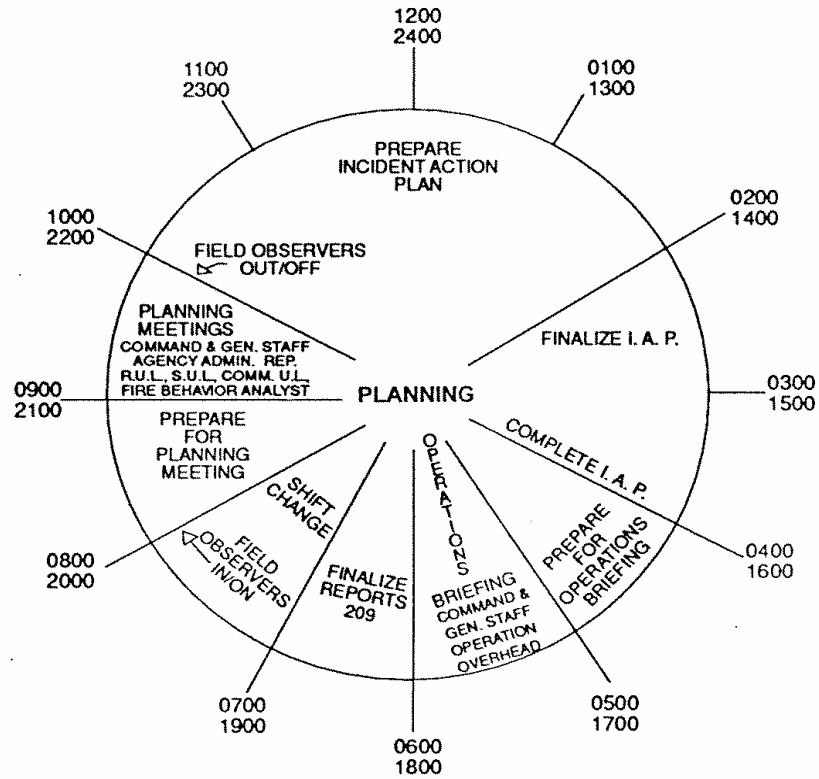 1200
2400
0100
1300
0200
1400
0300
1500
0400
1600
0500
1700
0600
1800
0700
1900
0800
2000
0900
2100
1000
2200
1100
2300
PREPARE
INCIDENT ACTION
PLAN
FINALIZE I. A. P.
COMPLETE I. A. P.
PREPARE
FOR
OPERATIONS
BRIEFING
OPERATIONS
BRIEFING
COMMAND &
GEN. STAFF
OPERATION
OVERHEAD
FINALIZE
REPORTS
209
SHIFT
CHANGE
FIELD
OBSERVERS
IN/ON
PREPARE
FOR
PLANNING
MEETING
PLANNING
MEETINGS
COMMAND & GEN. STAFF
AGENCY ADMIN. REP.
R.U.L., S.U.L., COMM. U.L.,
FIRE BEHAVIOR ANALYST
FIELD OBSERVERS
OUT/OFF
PLANNING